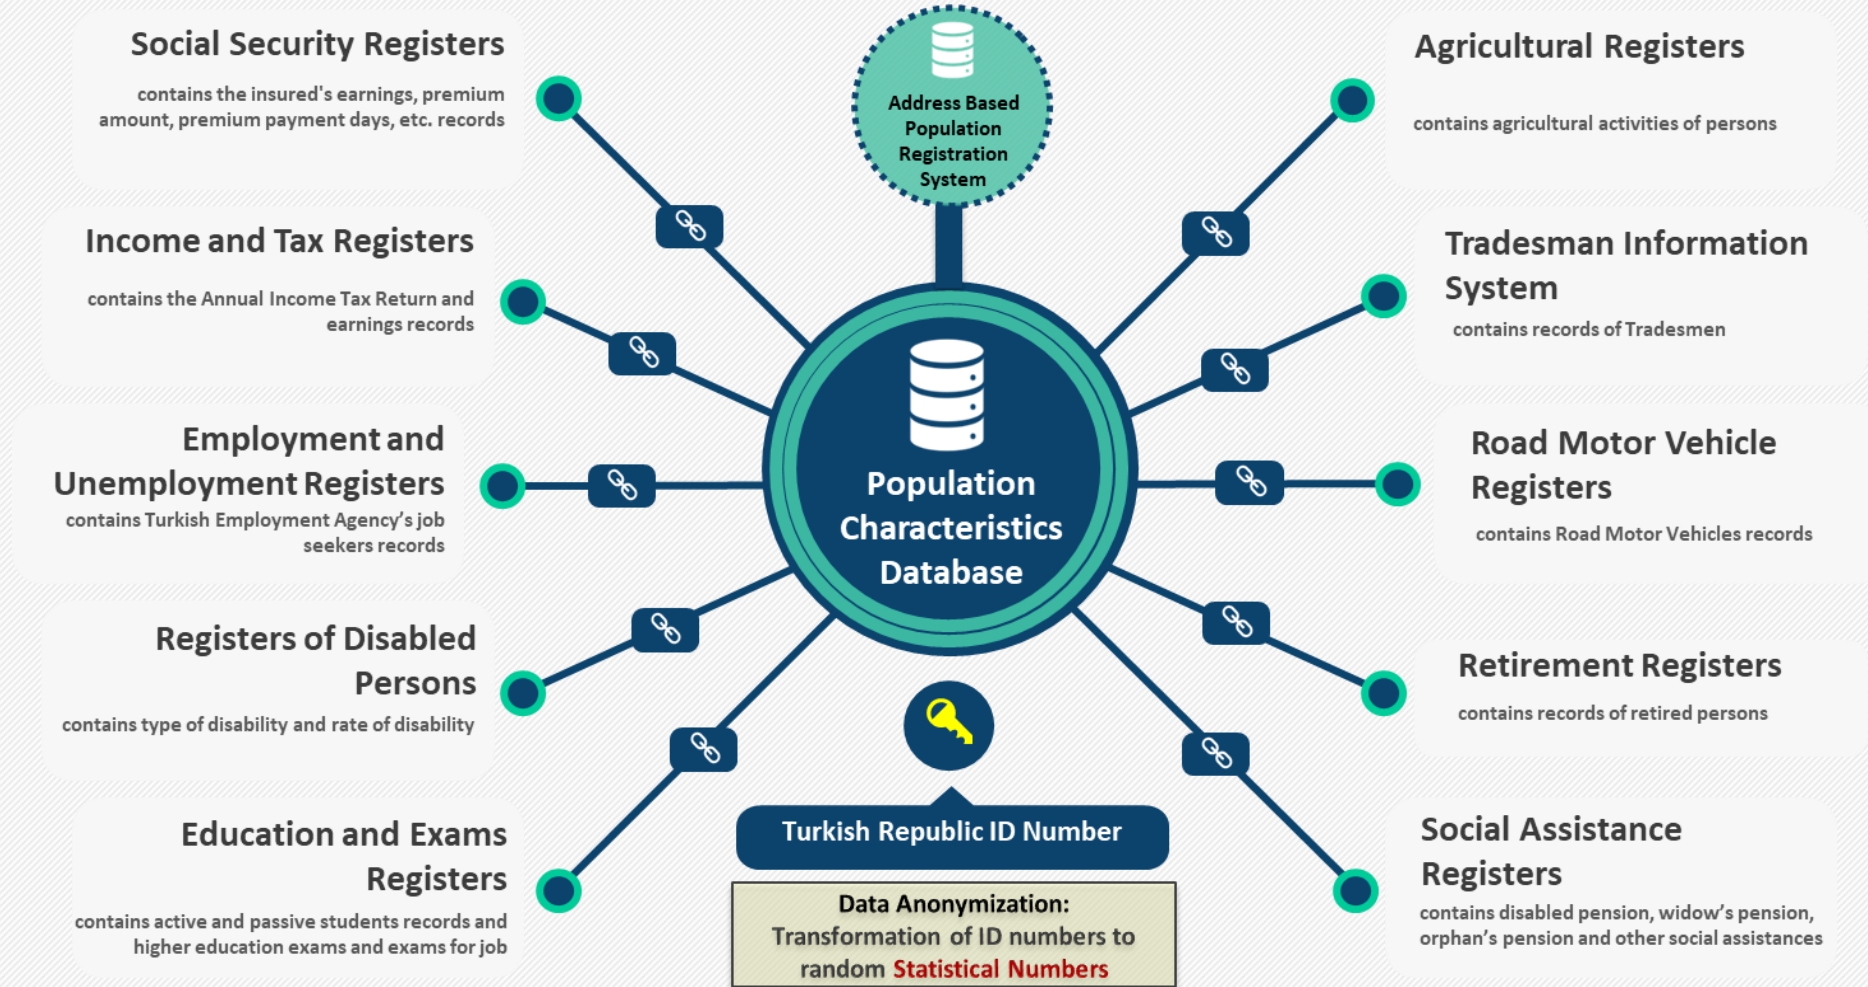 Social Security Registers
contains the insured's earnings, premium
amount, premium payment days, etc. records
Income and Tax Registers
contains the Annual Income Tax Return and
earnings records
Employment and
Unemployment Registers
contains Turkish Employment Agency’s job
seekers records
Registers of Disabled
Persons
contains type of disability and rate of disability
Education and Exams
Registers
contains active and passive students records and
higher education exams and exams for job
Address Based
Population
Registration
System
Population
Characteristics
Database
Turkish Republic ID Number
Data Anonymization:
Transformation of ID numbers to
random Statistical Numbers
Agricultural Registers
contains agricultural activities of persons
Tradesman Information
System
contains records of Tradesmen
Road Motor Vehicle
Registers
contains Road Motor Vehicles records
Retirement Registers
contains records of retired persons
Social Assistance
Registers
contains disabled pension, widow’s pension,
orphan’s pension and other social assistances